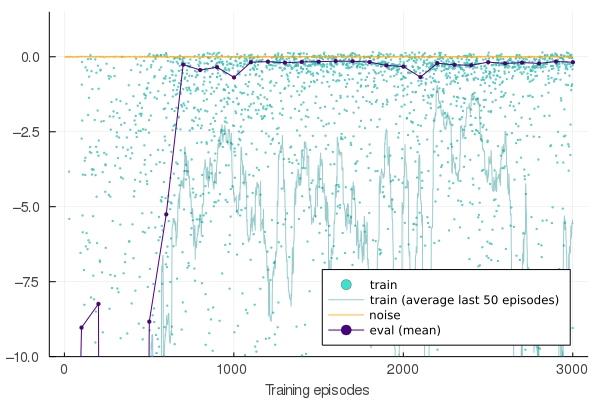 0.0
−2.5
−5.0
−7.5
−10.0
train
train (average last 50 episodes)
noise
eval (mean)
0 1000 2000 3000
Training episodes